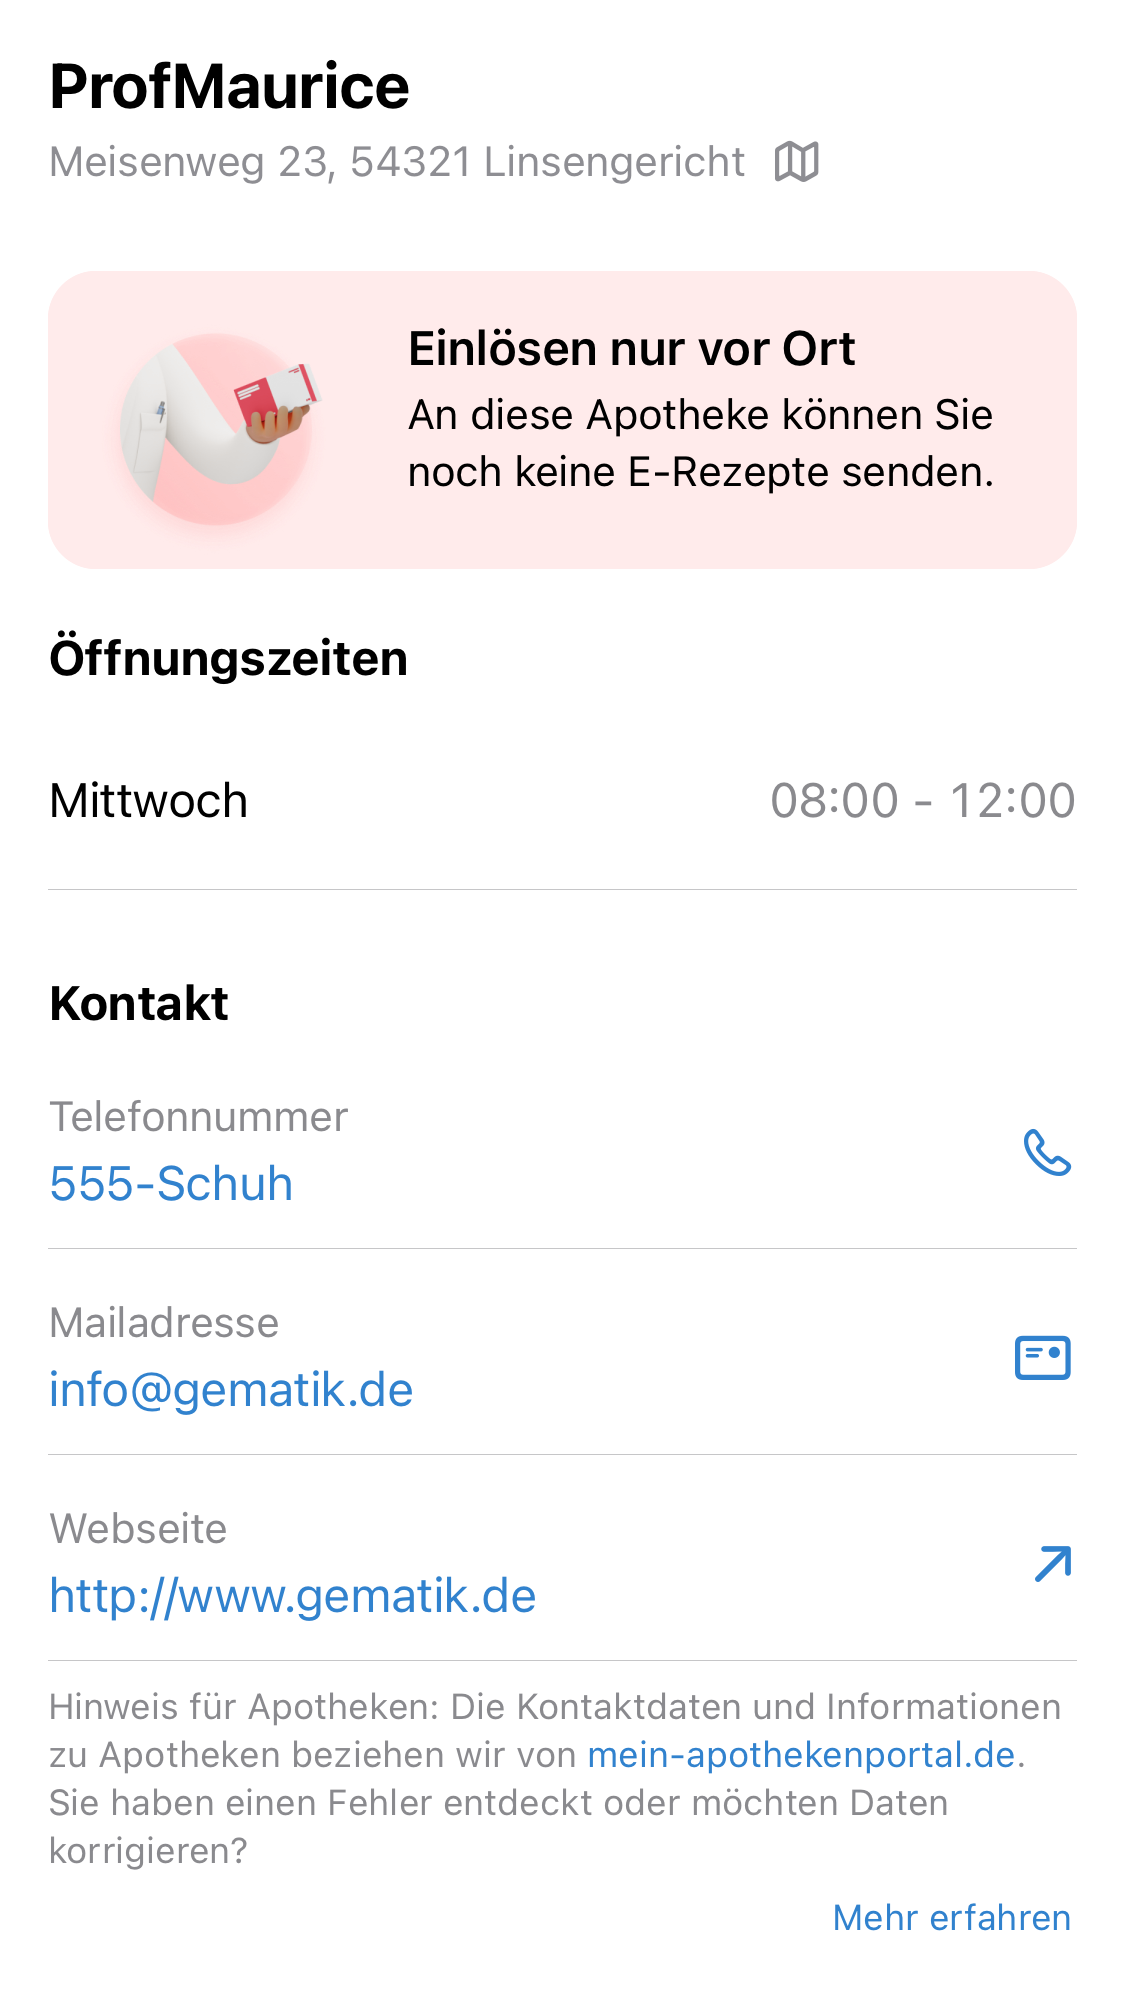 ProfMaurice
Meisenweg 23, 54321 Linsengericht
Einlösen nur vor Ort
An diese Apotheke können Sie
noch keine E-Rezepte senden.
Öffnungszeiten
Mittwoch 08:00 - 12:00
Kontakt
Telefonnummer
555-Schuh
Mailadresse
info@gematik.de
Webseite
http://www.gematik.de
Hinweis für Apotheken: Die Kontaktdaten und Informationen
zu Apotheken beziehen wir von mein-apothekenportal.de.
Sie haben einen Fehler entdeckt oder möchten Daten
korrigieren?
Mehr erfahren